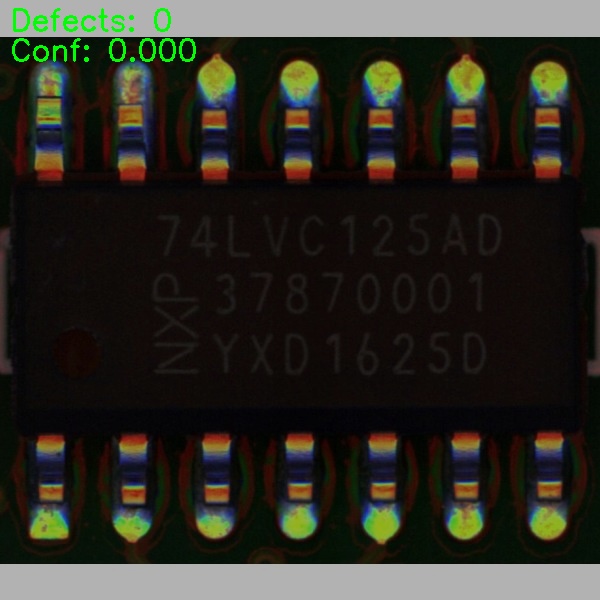 Defects: 0
Conf: 0.000
74LVC125AD
NXP
37870001
YXD1625D